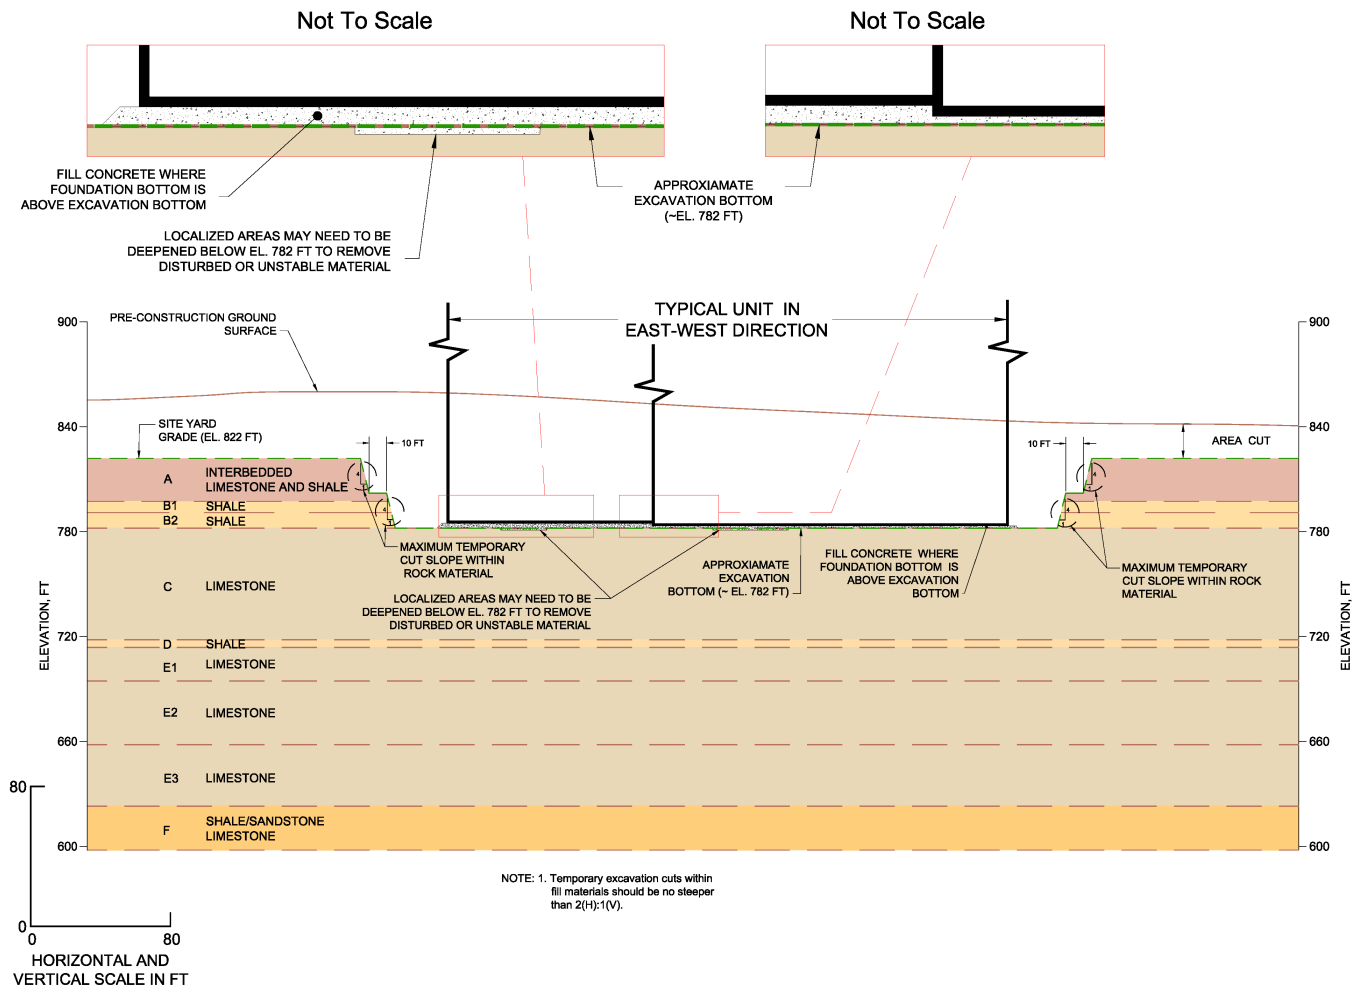 Not To Scale
Not To Scale
FILL CONCRETE WHERE
FOUNDATION BOTTOM IS
ABOVE EXCAVATION BOTTOM
LOCALIZED AREAS MAY NEED TO BE
DEEPENED BELOW EL. 782 FT TO REMOVE
DISTURBED OR UNSTABLE MATERIAL
APPROXIAMATE
EXCAVATION BOTTOM
(~EL. 782 FT)
TYPICAL UNIT IN
EAST-WEST DIRECTION
PRE-CONSTRUCTION GROUND
SURFACE
900
900
840
840
SITE YARD
GRADE (EL. 822 FT)
10 FT
10 FT
AREA CUT
A INTERBEDDED
LIMESTONE AND SHALE
4
1
4
1
4
1
4
1
B1 SHALE
B2 SHALE
780
780
MAXIMUM TEMPORARY
CUT SLOPE WITHIN
ROCK MATERIAL
LOCALIZED AREAS MAY NEED TO BE
DEEPENED BELOW EL. 782 FT TO REMOVE
DISTURBED OR UNSTABLE MATERIAL
APPROXIAMATE
EXCAVATION
BOTTOM (~ EL. 782 FT)
FILL CONCRETE WHERE
FOUNDATION BOTTOM IS
ABOVE EXCAVATION
BOTTOM
MAXIMUM TEMPORARY
CUT SLOPE WITHIN ROCK
MATERIAL
C LIMESTONE
ELEVATION, FT
ELEVATION, FT
720
720
D SHALE
E1 LIMESTONE
E2 LIMESTONE
660
660
E3 LIMESTONE
F SHALE/SANDSTONE
LIMESTONE
600
600
NOTE: 1. Temporary excavation cuts within
fill materials should be no steeper
than 2(H):1(V).
80
0
0
80
HORIZONTAL AND
VERTICAL SCALE IN FT